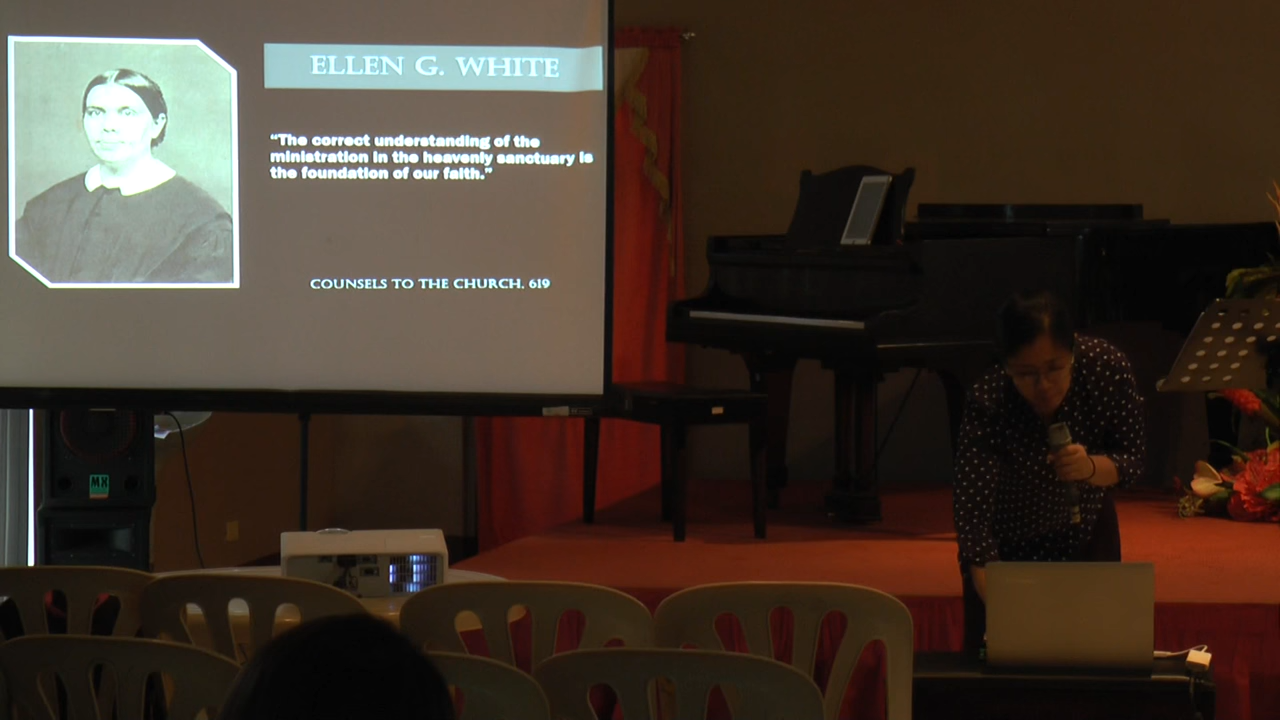 ELLEN G. WHITE
“The correct understanding of the
ministration in the heavenly sanctuary is
the foundation of our faith.”
COUNSELS TO THE CHURCH, 619
MX